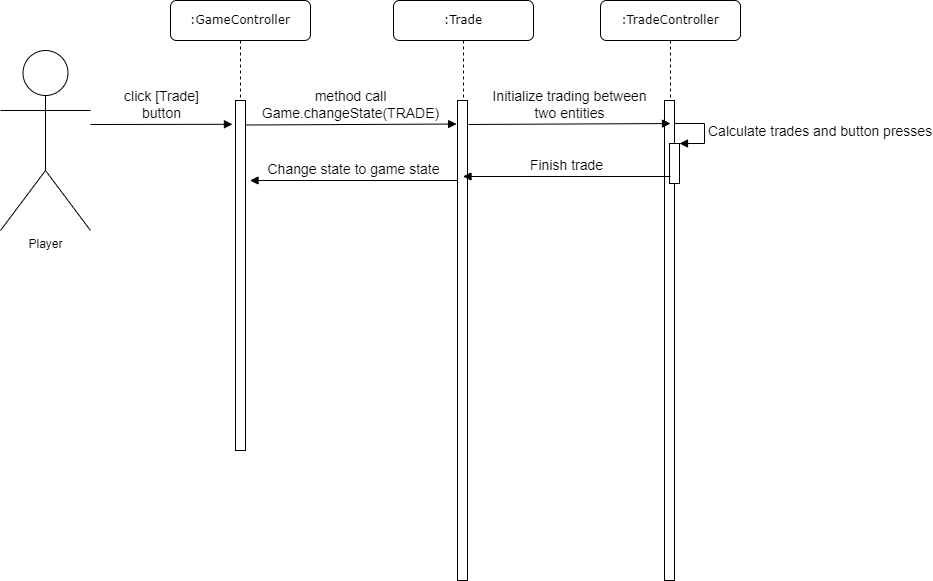 :GameController
:Trade
:TradeController
click [Trade]
button
method call
Game.changeState(TRADE)
Initialize trading between
two entities
Calculate trades and button presses
Change state to game state
Finish trade
Player